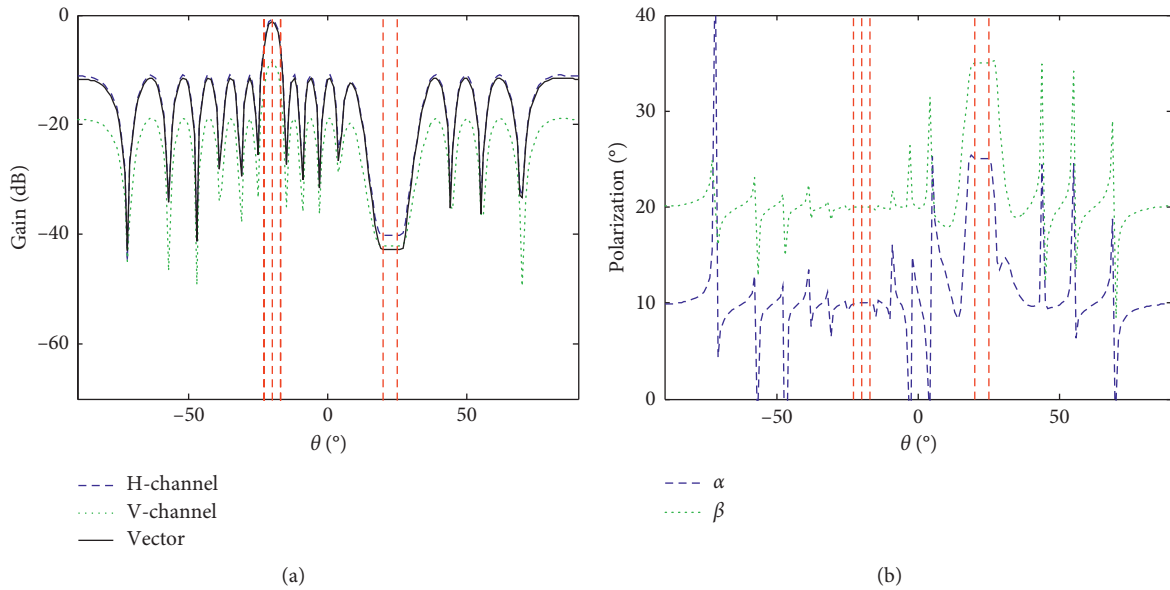 0
−20
−40
−60
Gain (dB)
−50
0
50
θ (°)
H-channel
V-channel
Vector
(a)
40
30
20
10
0
Polarization (°)
−50
0
50
θ (°)
α
β
(b)